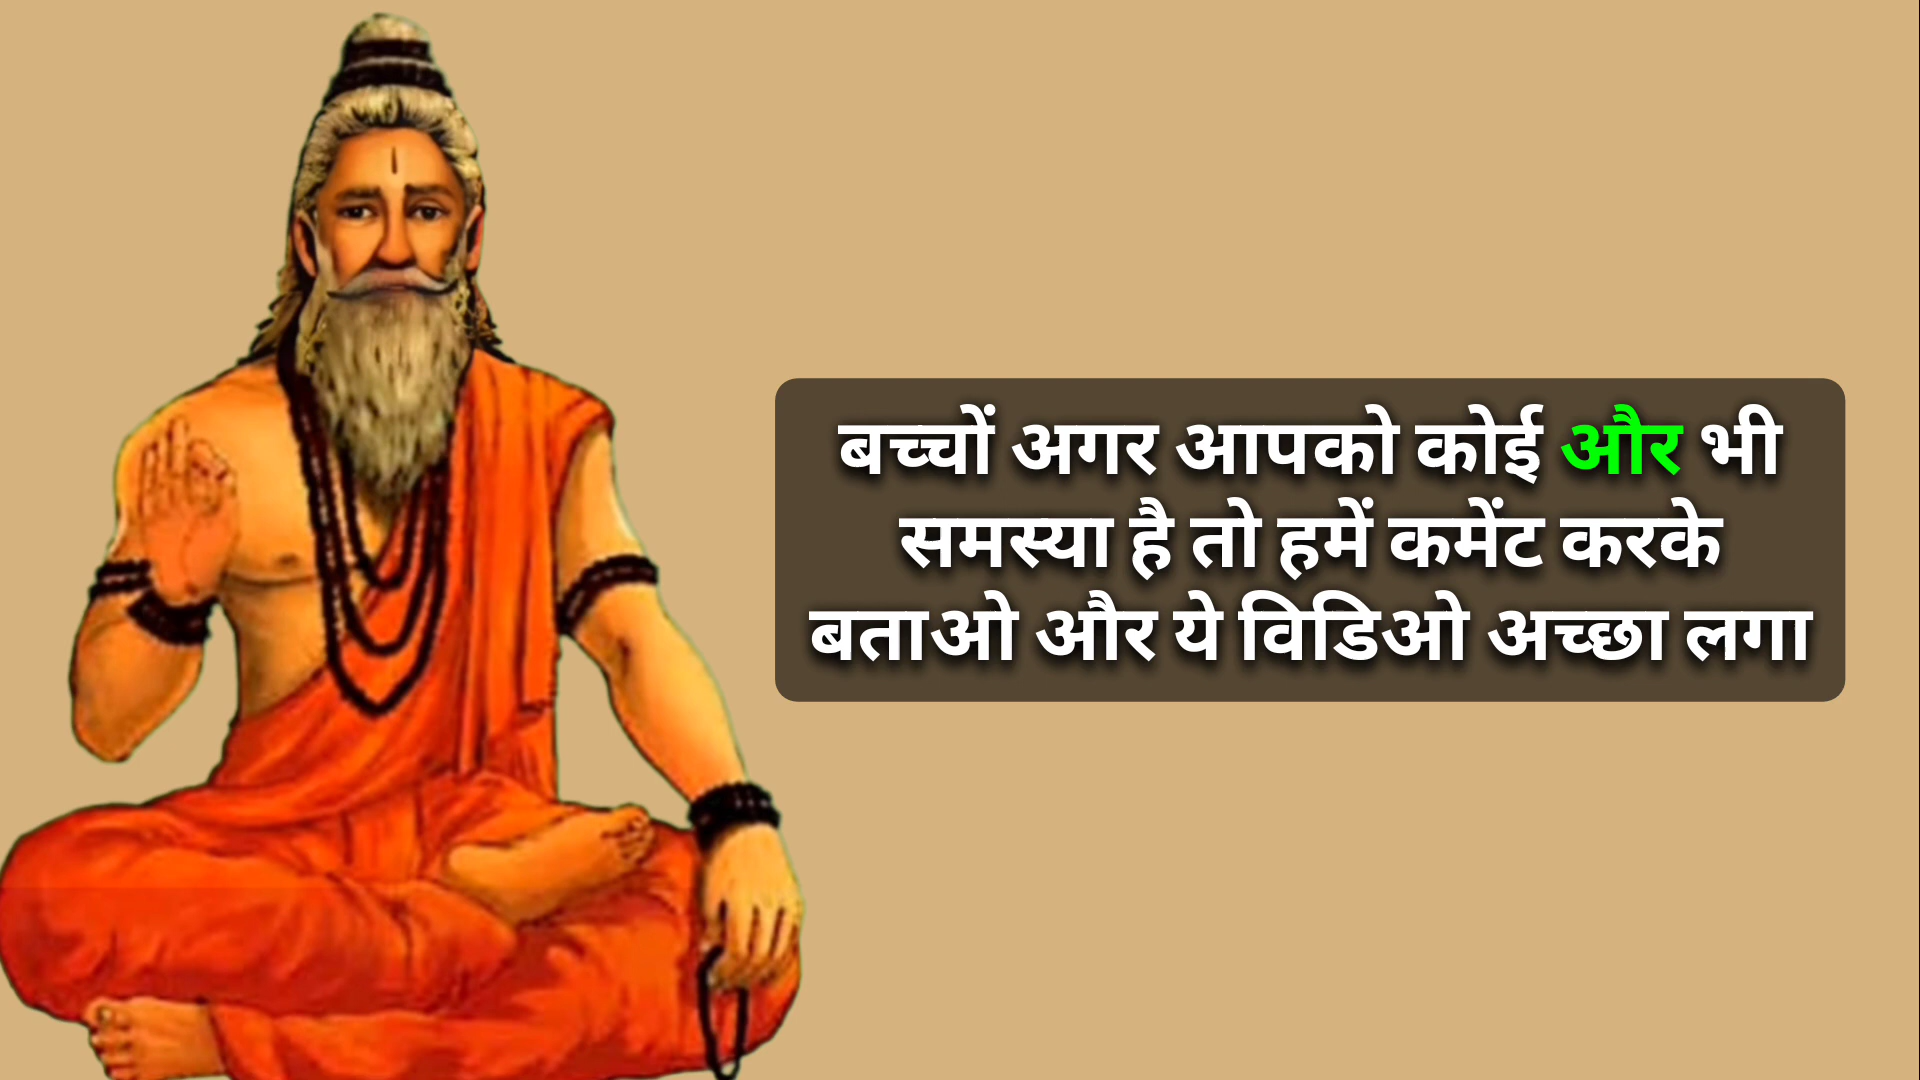 बच्चों अगर आपको कोई और भी
समस्या है तो हमें कमेंट करके
बताओ और ये विडिओ अच्छा लगा